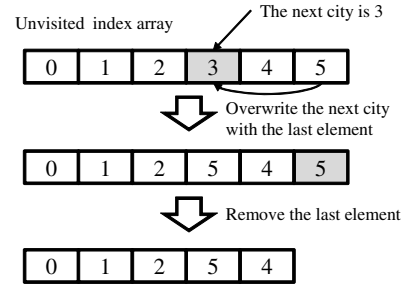 The next city is 3
Unvisited index array
0 1 2 3 4 5
Overwrite the next city
with the last element
0 1 2 5 4 5
Remove the last element
0 1 2 5 4